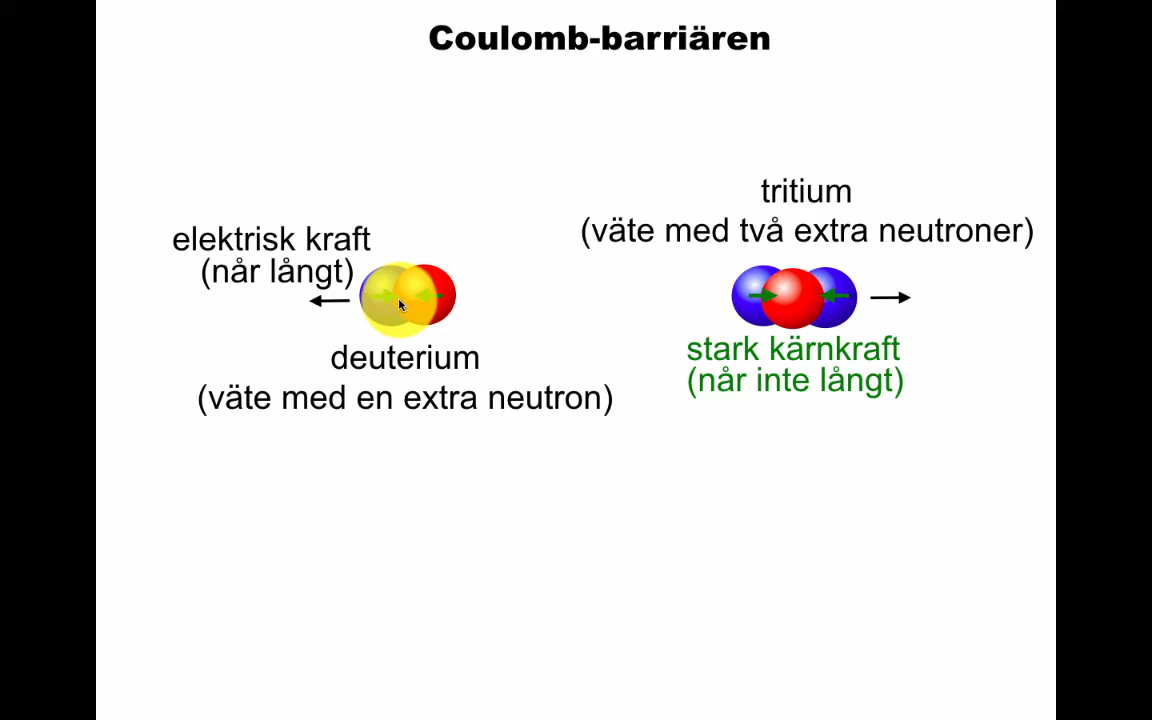 Coulomb-barriären
tritium
(väte med två extra neutroner)
elektrisk kraft
(når långt)
deuterium
(väte med en extra neutron)
stark kärnkraft
(når inte långt)